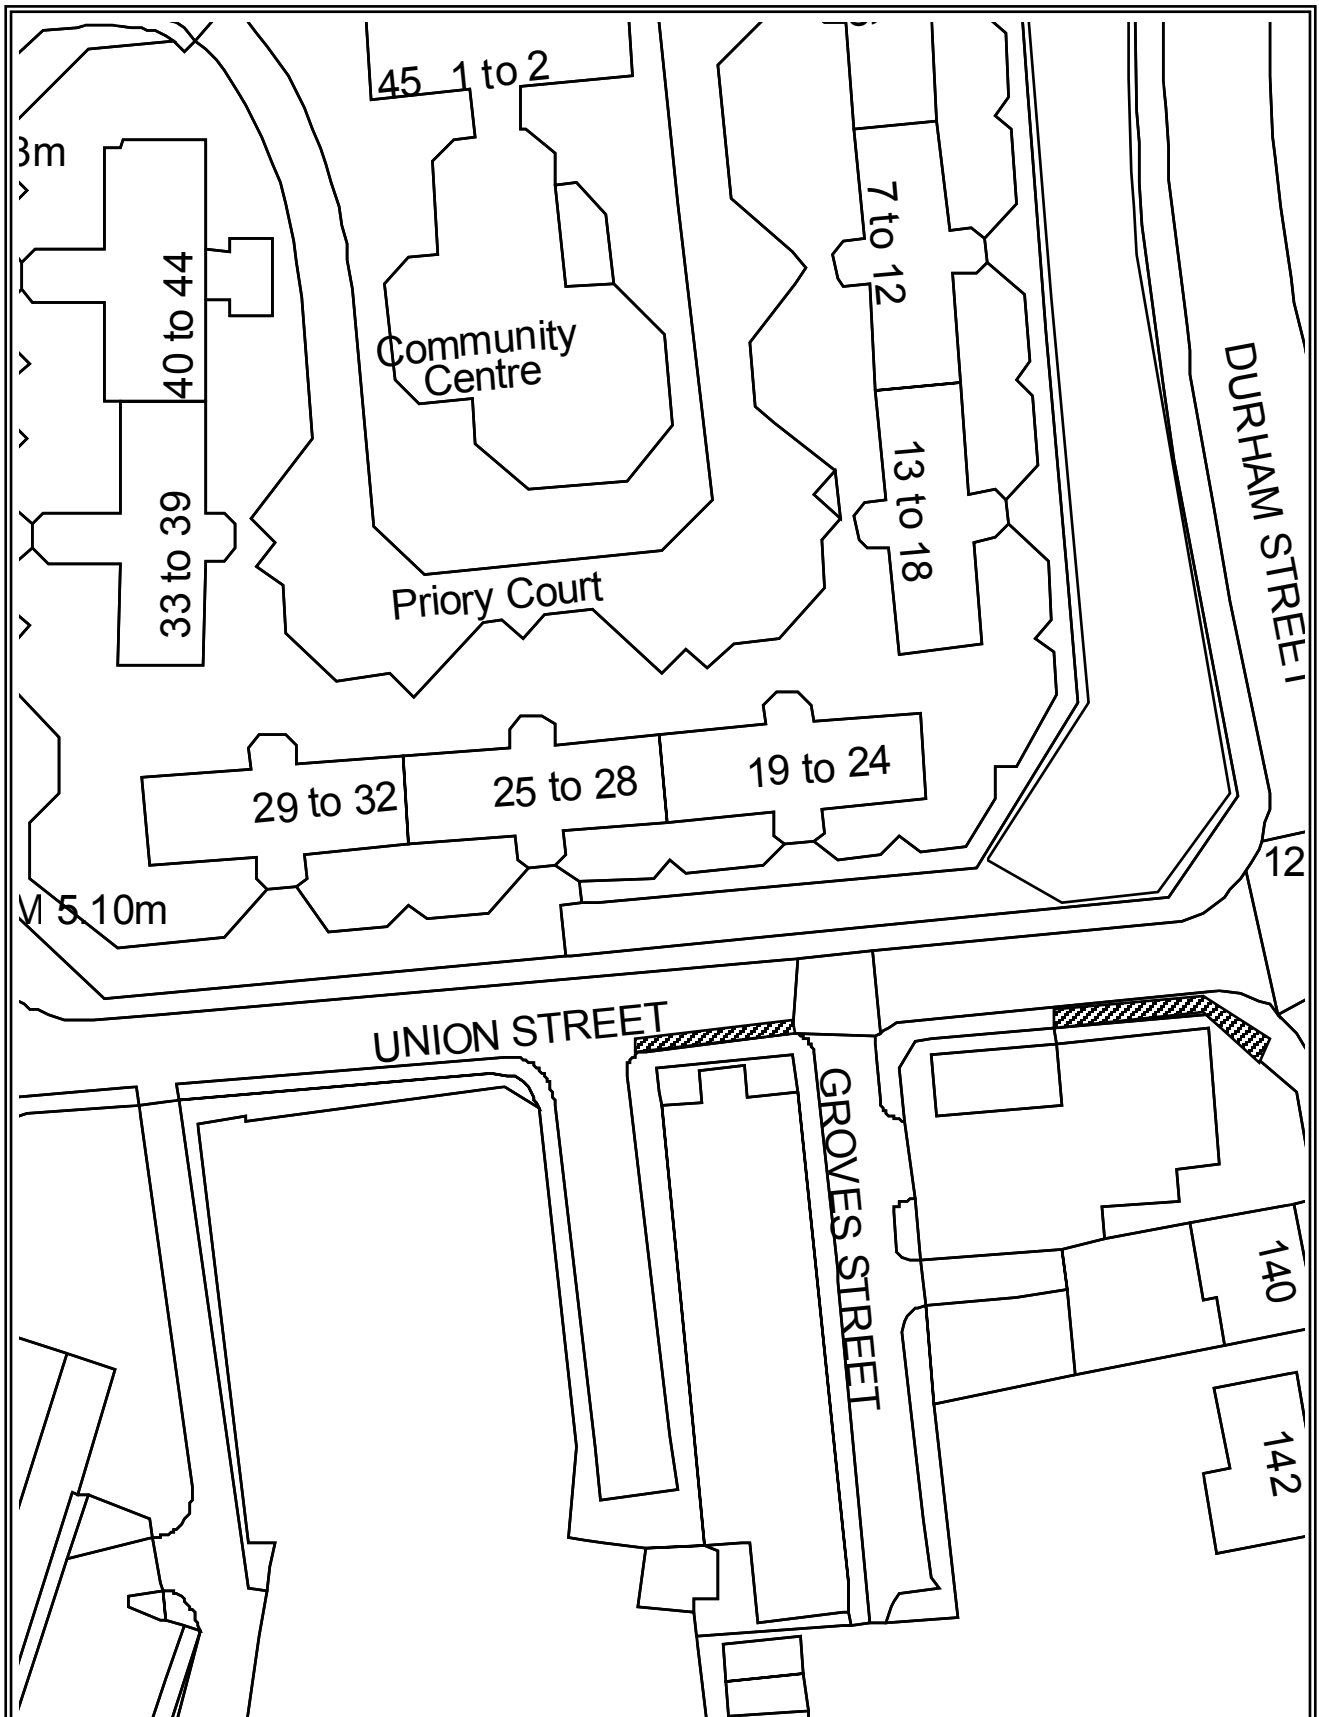 45 1 to 2
3m
7 to 12
40 to 44
Community
Centre
DURHAM STREET
13 to 18
33 to 39
Priory Court
19 to 24
25 to 28
29 to 32
12
M 5.10m
UNION STREET
GROVES STREET
140
142